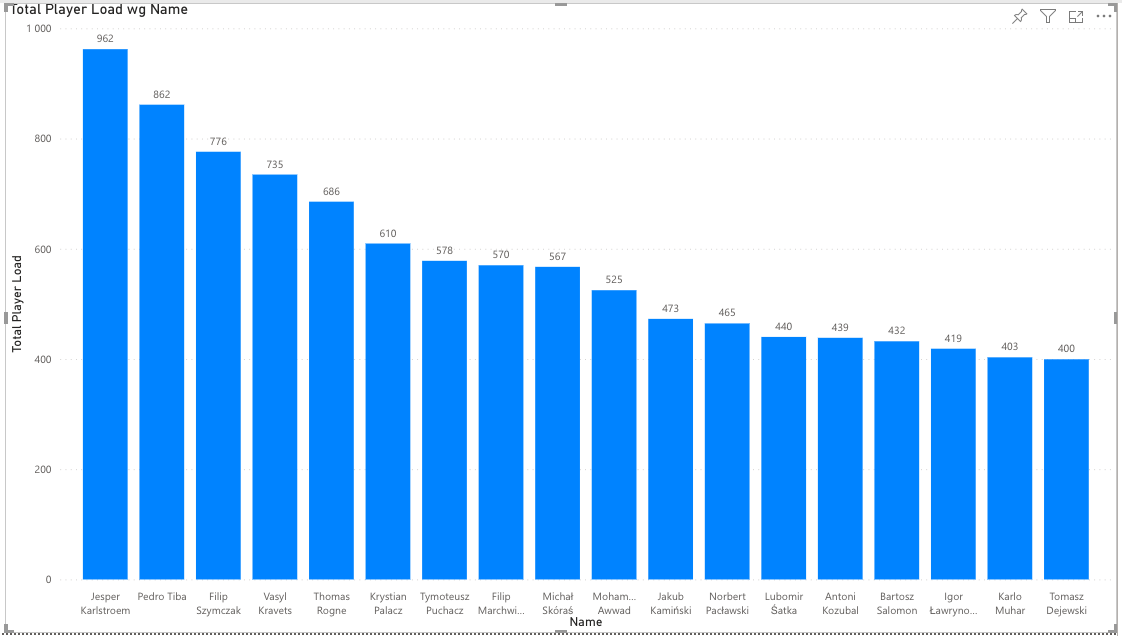 Total Player Load wg Name
1 000
800
600
400
200
0
Total Player Load
962
862
776
735
686
610
578
570
567
525
473
465
440
439
432
419
403
400
Jesper
Karlstroem
Pedro Tiba
Filip
Szymczak
Vasyl
Kravets
Thomas
Rogne
Krystian
Palacz
Tymoteusz
Puchacz
Filip
Marchwi...
Michał
Skóraś
Moham...
Awwad
Jakub
Kamiński
Norbert
Pacławski
Lubomir
Šatka
Antoni
Kozubal
Bartosz
Salomon
Igor
Ławryno...
Karlo
Muhar
Tomasz
Dejewski
Name